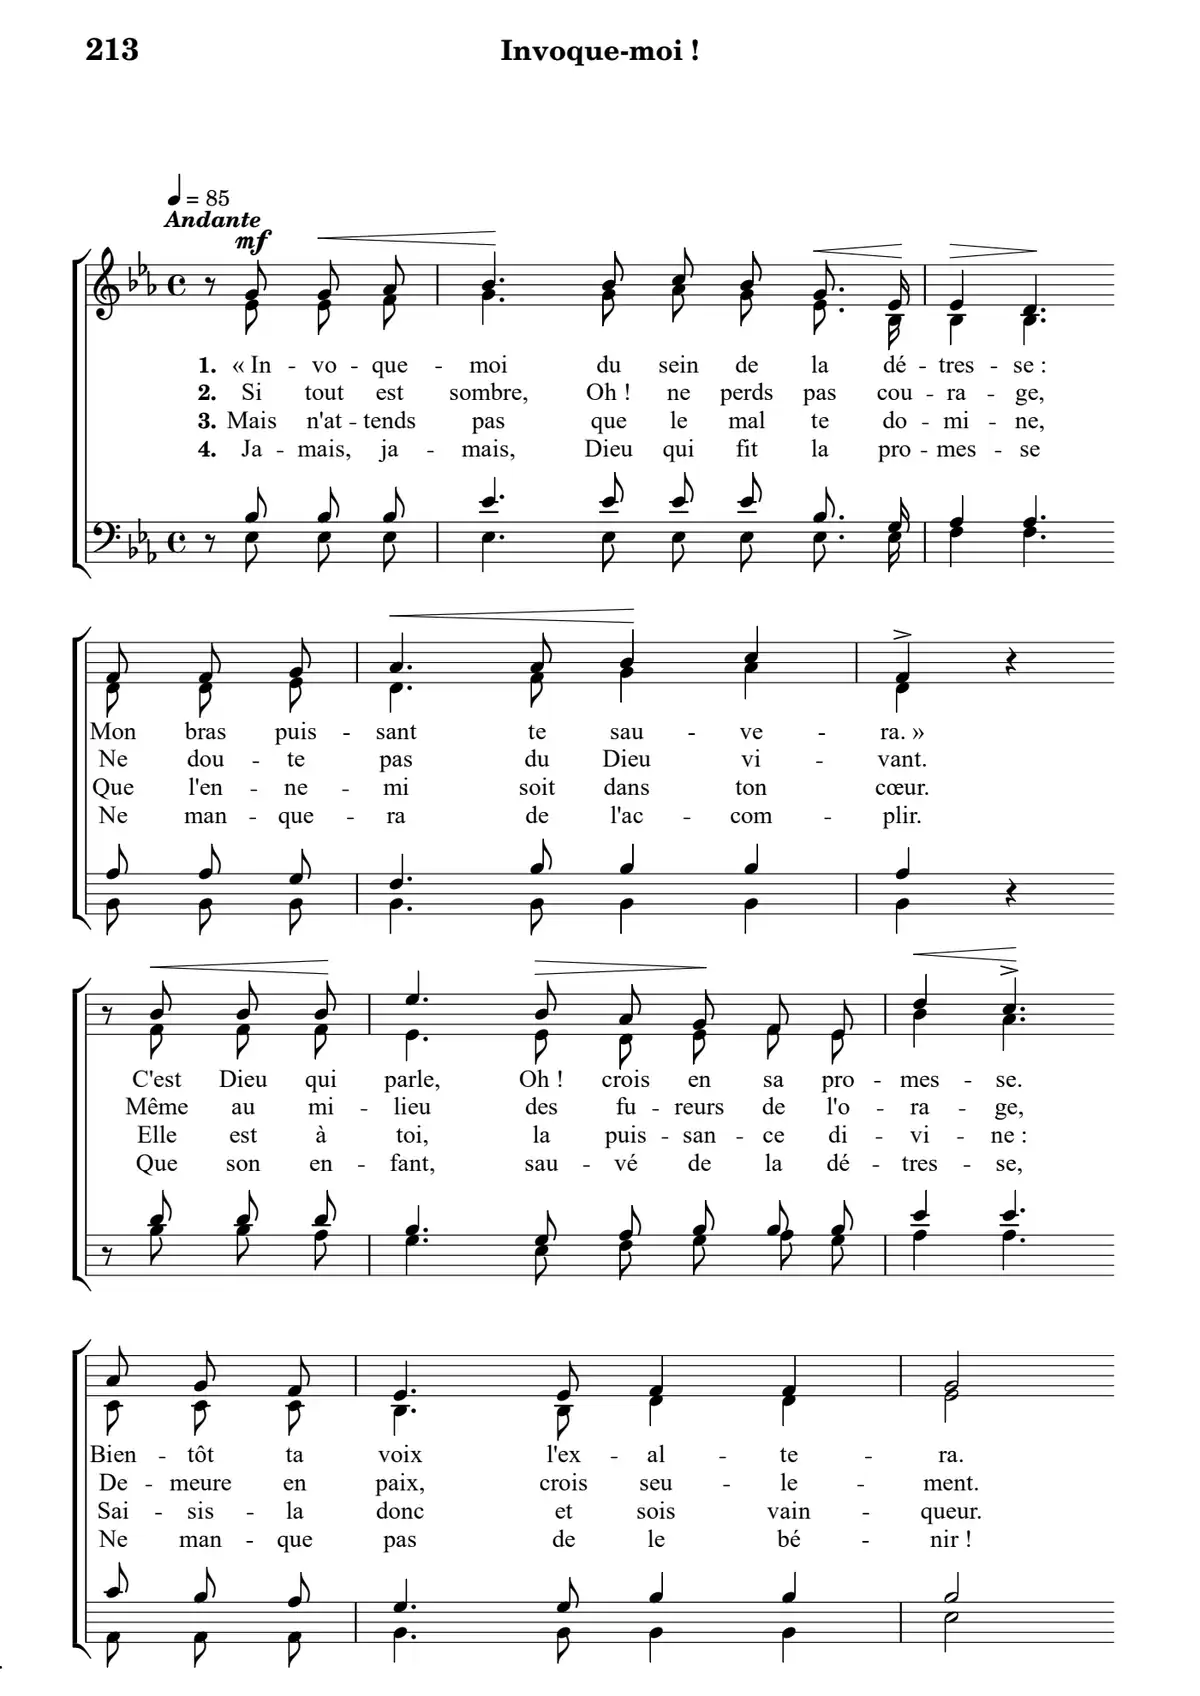 213 Invoque-moi !
= 85
Andante
mf
1. « In - vo - que - moi du sein de la dé - tres - se :
2. Si tout est sombre, Oh ! ne perds pas cou - ra - ge,
3. Mais n'at - tends pas que le mal te do - mi - ne,
4. Ja - mais, ja - mais, Dieu qui fit la pro - mes - se
Mon bras puis - sant te sau - ve - ra. »
Ne dou - te pas du Dieu vi - vant.
Que l'en - ne - mi soit dans ton cœur.
Ne man - que - ra de l'ac - com - plir.
C'est Dieu qui parle, Oh ! crois en sa pro - mes - se.
Même au mi - lieu des fu - reurs de l'o - ra - ge,
Elle est à toi, la puis - san - ce di - vi - ne :
Que son en - fant, sau - vé de la dé - tres - se,
Bien - tôt ta voix l'ex - al - te - ra.
De - meure en paix, crois seu - le - ment.
Sai - sis - la donc et sois vain - queur.
Ne man - que pas de le bé - nir !